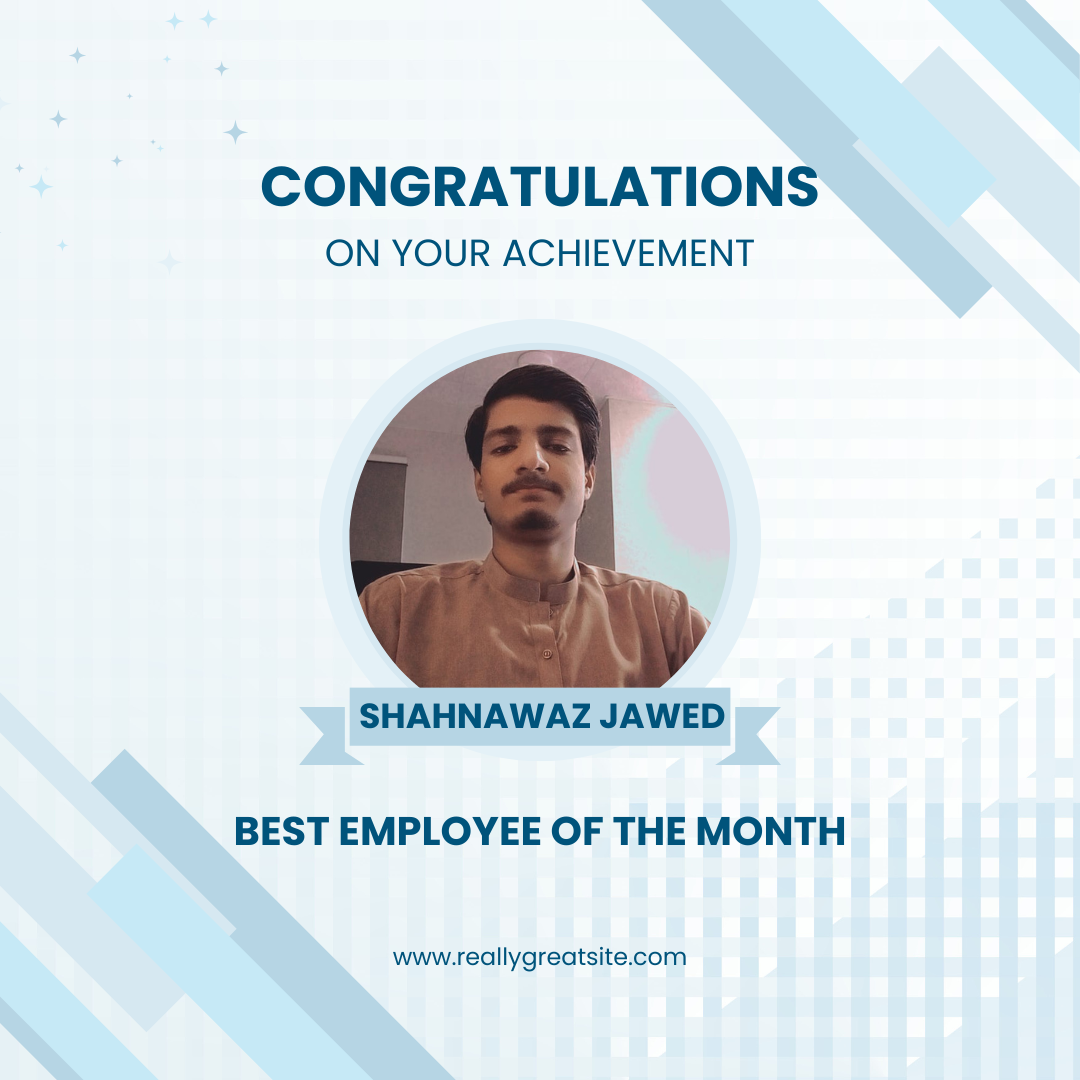 CONGRATULATIONS
ON YOUR ACHIEVEMENT
SHAHNAWAZ JAWED
BEST EMPLOYEE OF THE MONTH
www.reallygreatsite.com